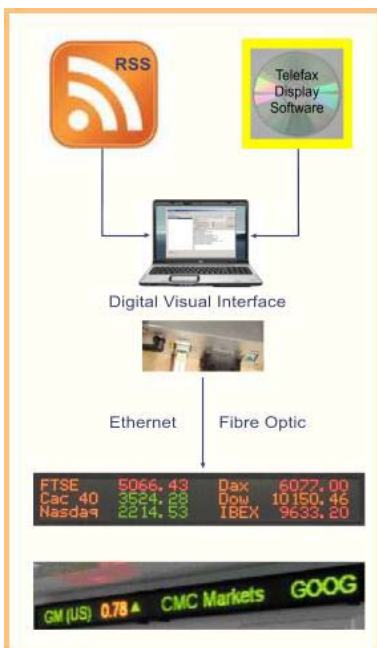 RSS
Telefax
Display
Software
Digital Visual Interface
Ethernet Fibre Optic
FTSE 5066.43 Dax 6077.00
Cac 40 3524.28 Dow 10150.46
Nasdaq 2214.53 IBEX 9633.20
GM (US) 0.78▲ CMC Markets GOOG